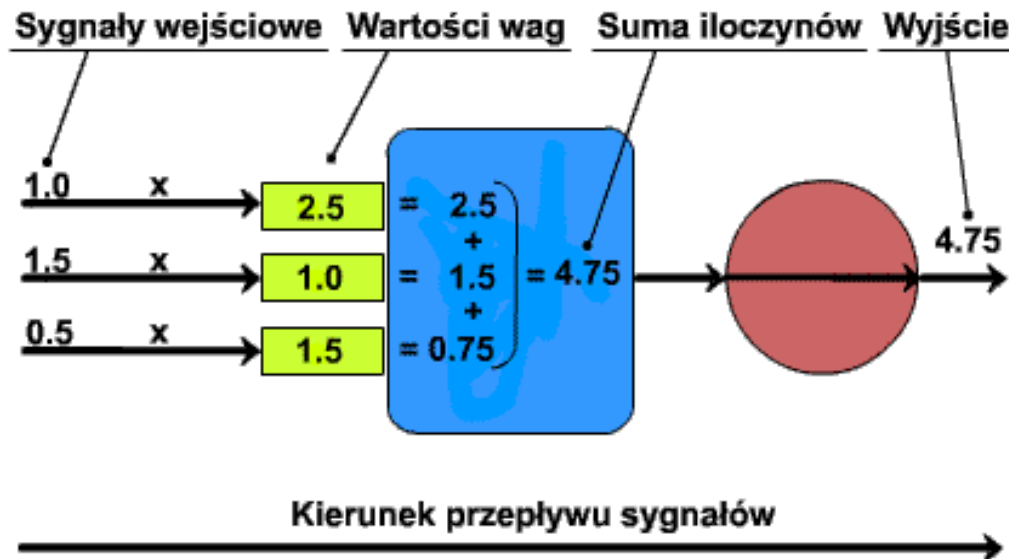 Sygnały wejściowe Wartości wag Suma iloczynów Wyjście
1.0 x 2.5 = 2.5
+
1.5 x 1.0 = 1.5 = 4.75 4.75
+
0.5 x 1.5 = 0.75
Kierunek przepływu sygnałów